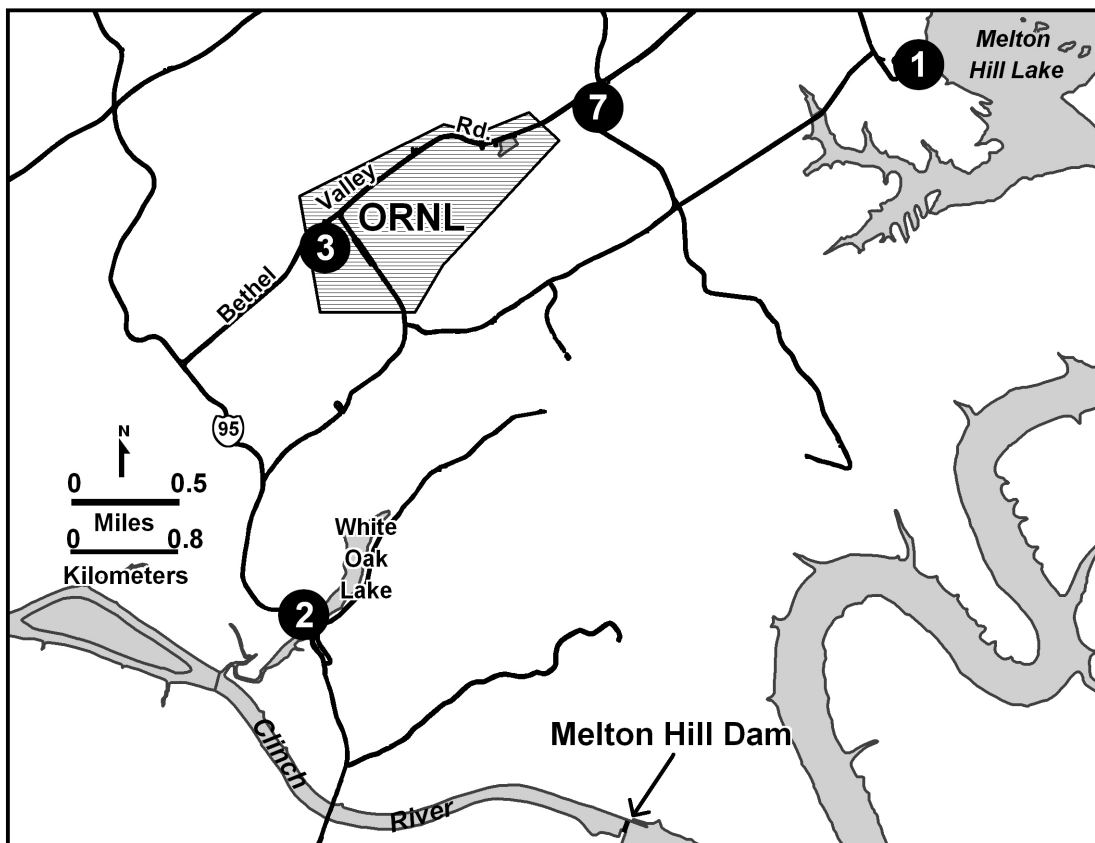 Melton
Hill Lake
1
7
Rd.
Valley
ORNL
3
Bethel
95
N
0 0.5
Miles
0 0.8
Kilometers
White
Oak
Lake
2
Clinch
River
Melton Hill Dam